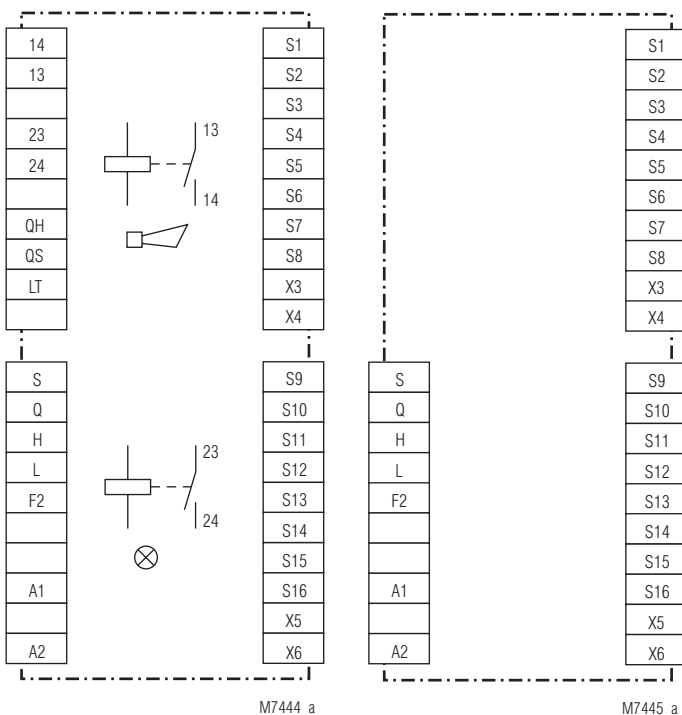 14
13
23
24
QH
QS
LT
S
Q
H
L
F2
A1
A2
13
14
23
24
S1
S2
S3
S4
S5
S6
S7
S8
X3
X4
S9
S10
S11
S12
S13
S14
S15
S16
X5
X6
M7444_a
S
Q
H
L
F2
A1
A2
S1
S2
S3
S4
S5
S6
S7
S8
X3
X4
S9
S10
S11
S12
S13
S14
S15
S16
X5
X6
M7445_a